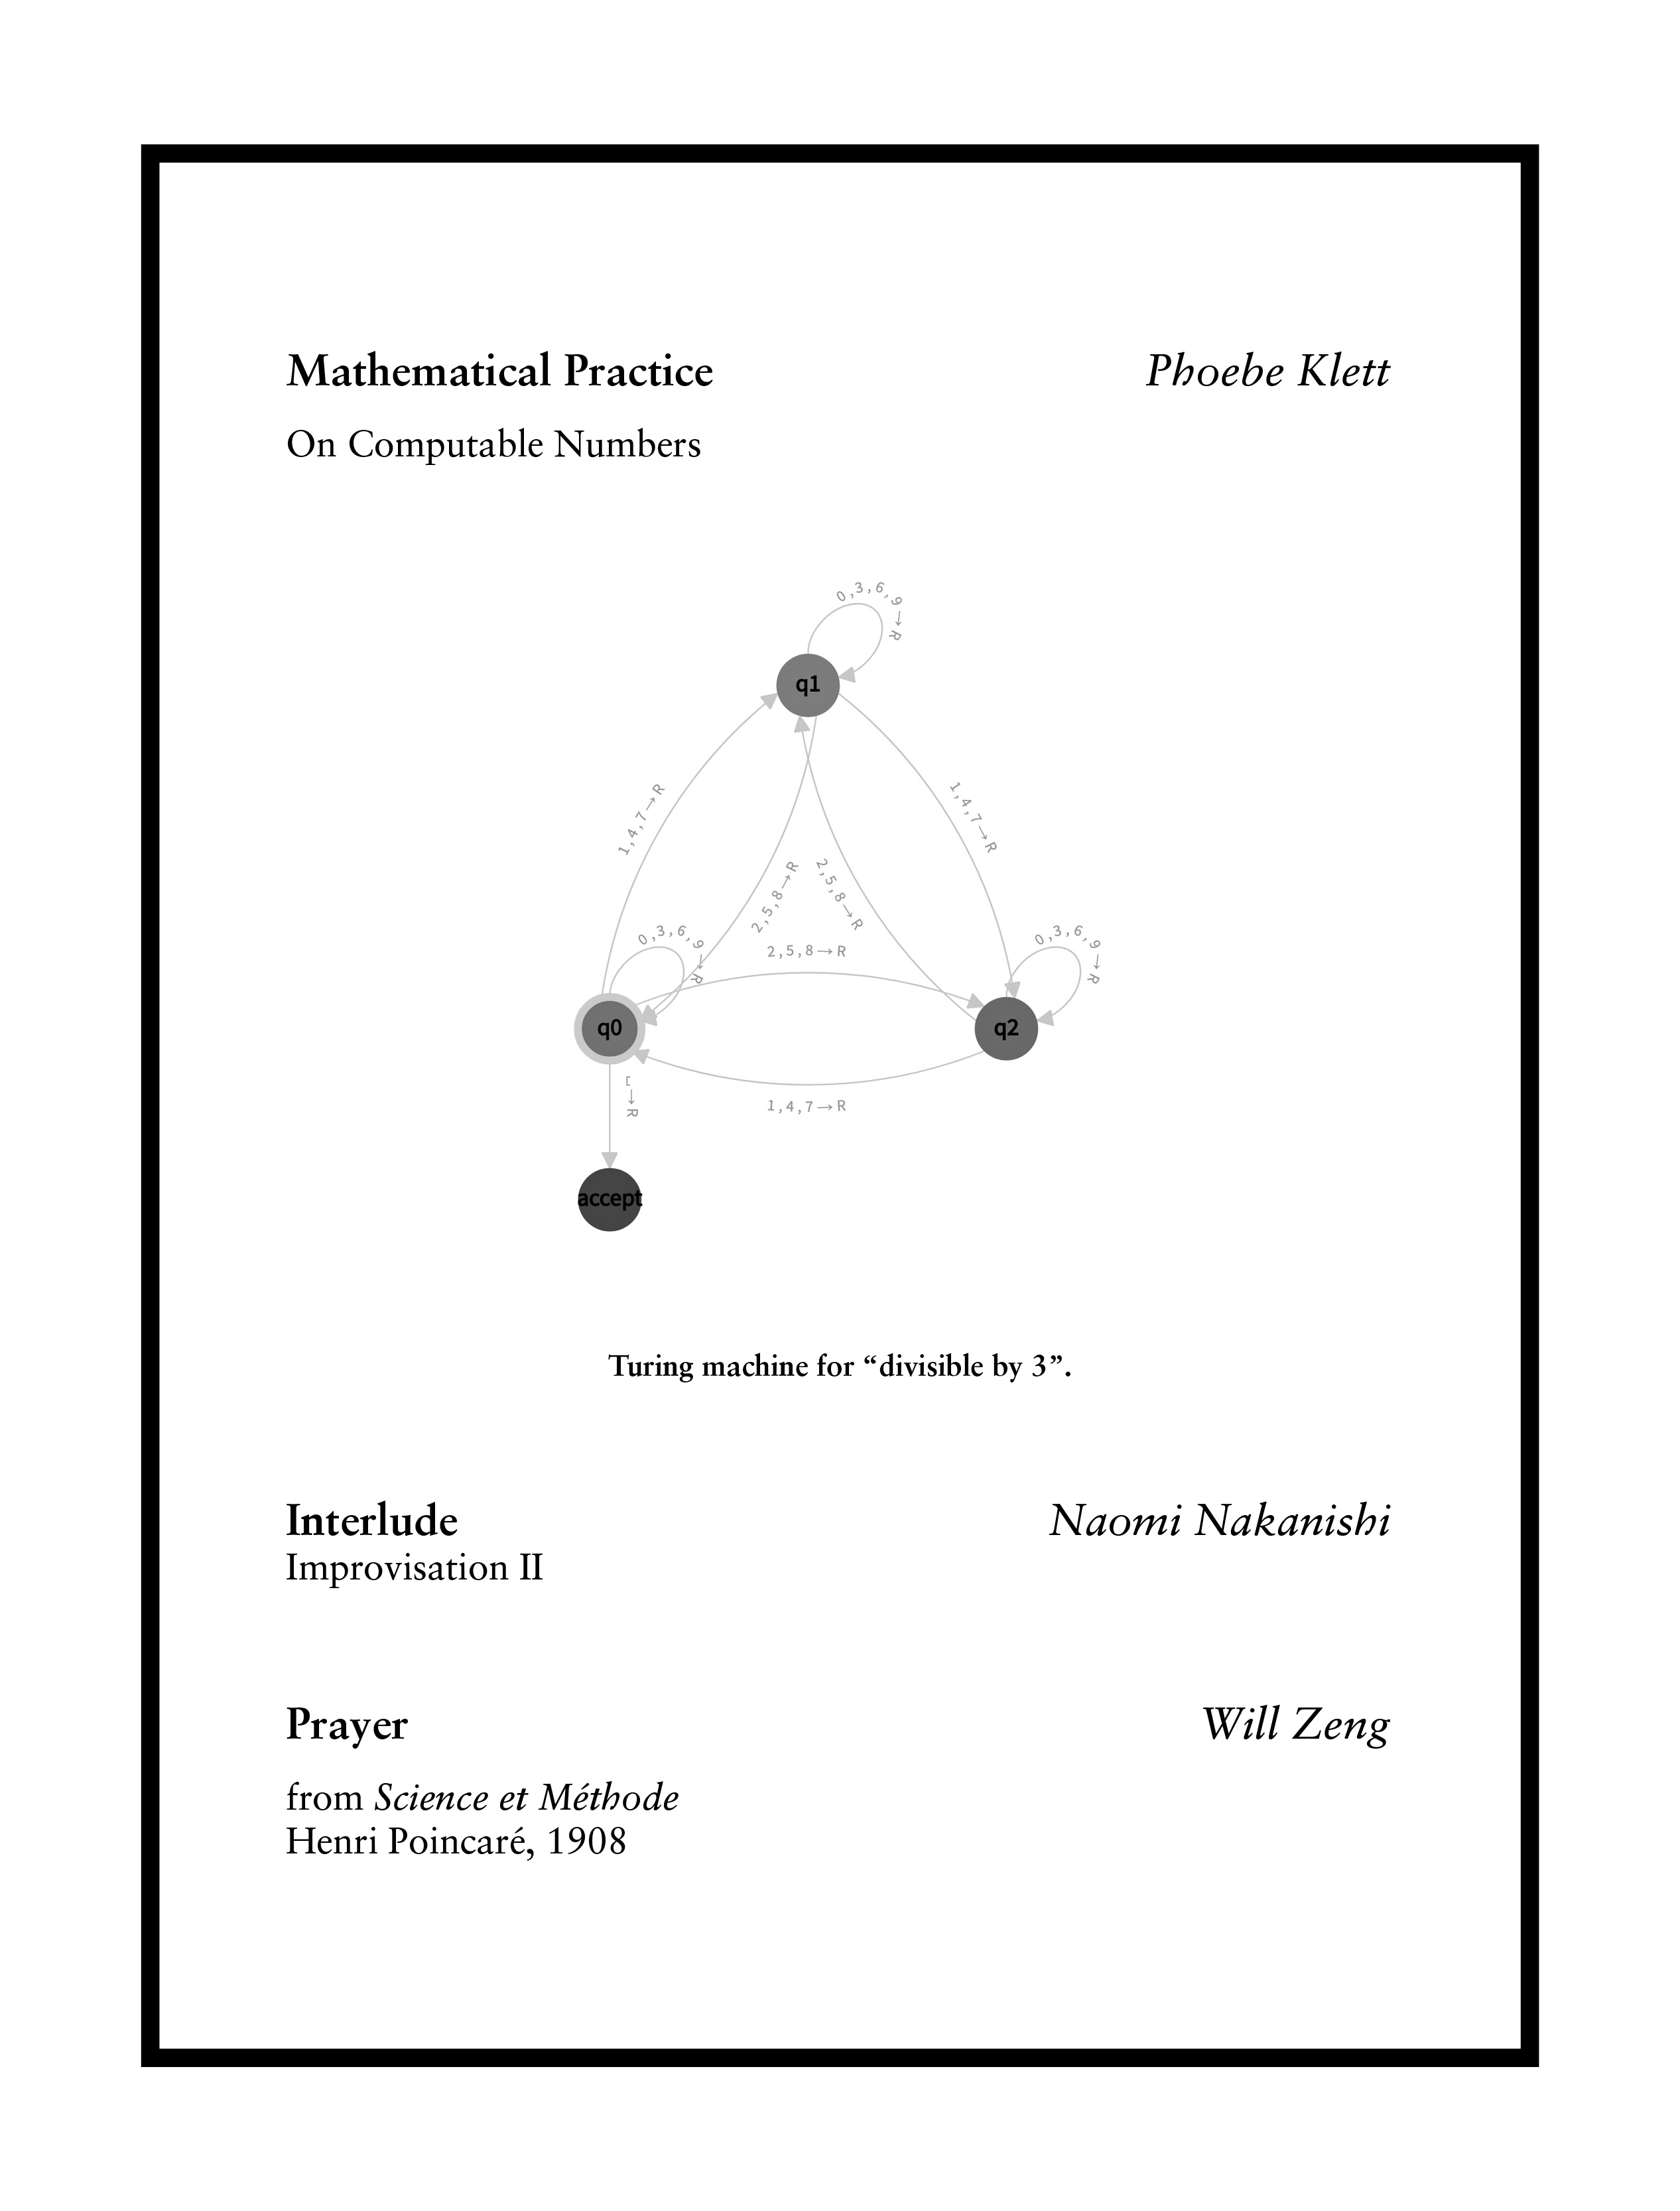 Mathematical Practice Phoebe Klett
On Computable Numbers
0,3,6,9→R
q1
1,4,7→R
1,4,7→R
2,5,8→R
2,5,8→R
0,3,6,9→R
2,5,8→R
0,3,6,9→R
q0
q2
→R
1,4,7→R
accept
Turing machine for “divisible by 3”.
Interlude Naomi Nakanishi
Improvisation II
Prayer Will Zeng
from Science et Méthode
Henri Poincaré, 1908